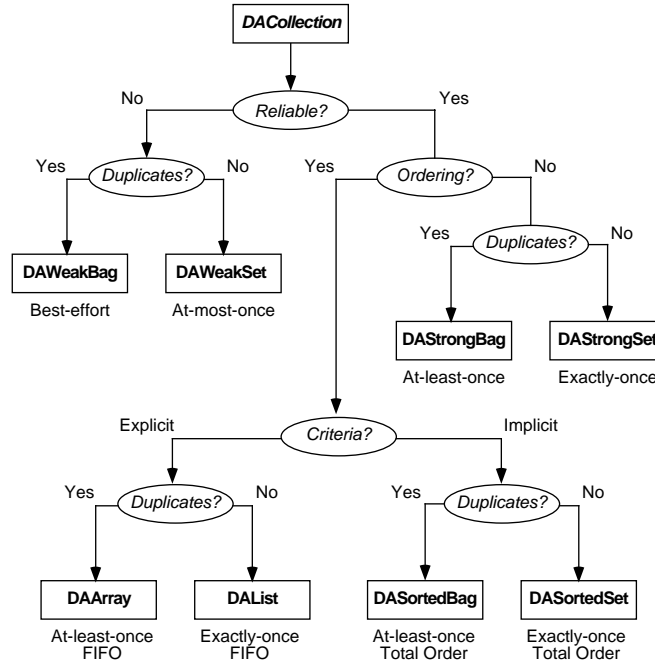 DACollection
No
Yes
Reliable?
Yes
No
Yes
No
Duplicates?
Ordering?
Yes
No
Duplicates?
DAWeakBag
DAWeakSet
Best-effort
At-most-once
DAStrongBag
DAStrongSet
At-least-once
Exactly-once
Explicit
Implicit
Criteria?
Yes
No
Yes
No
Duplicates?
Duplicates?
DAArray
DAList
DASortedBag
DASortedSet
At-least-once
FIFO
Exactly-once
FIFO
At-least-once
Total Order
Exactly-once
Total Order